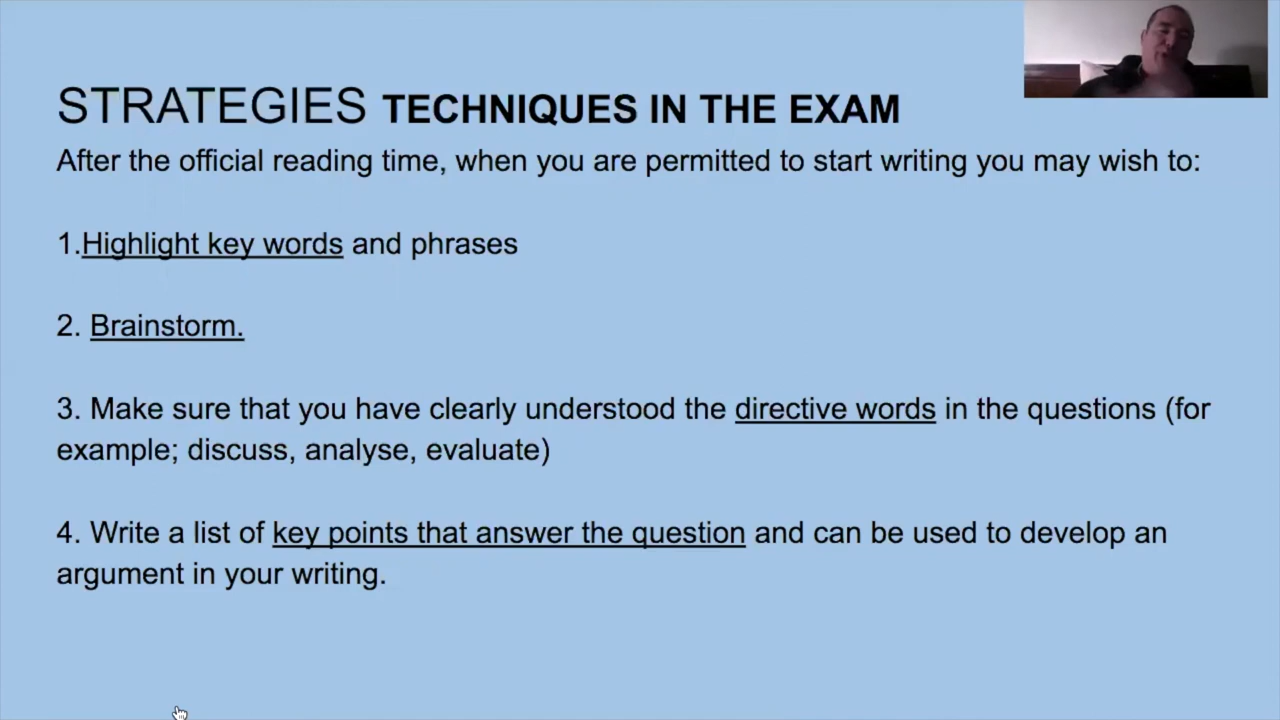 STRATEGIES TECHNIQUES IN THE EXAM
After the official reading time, when you are permitted to start writing you may wish to:
1.Highlight key words and phrases
2. Brainstorm.
3. Make sure that you have clearly understood the directive words in the questions (for
example; discuss, analyse, evaluate)
4. Write a list of key points that answer the question and can be used to develop an
argument in your writing.